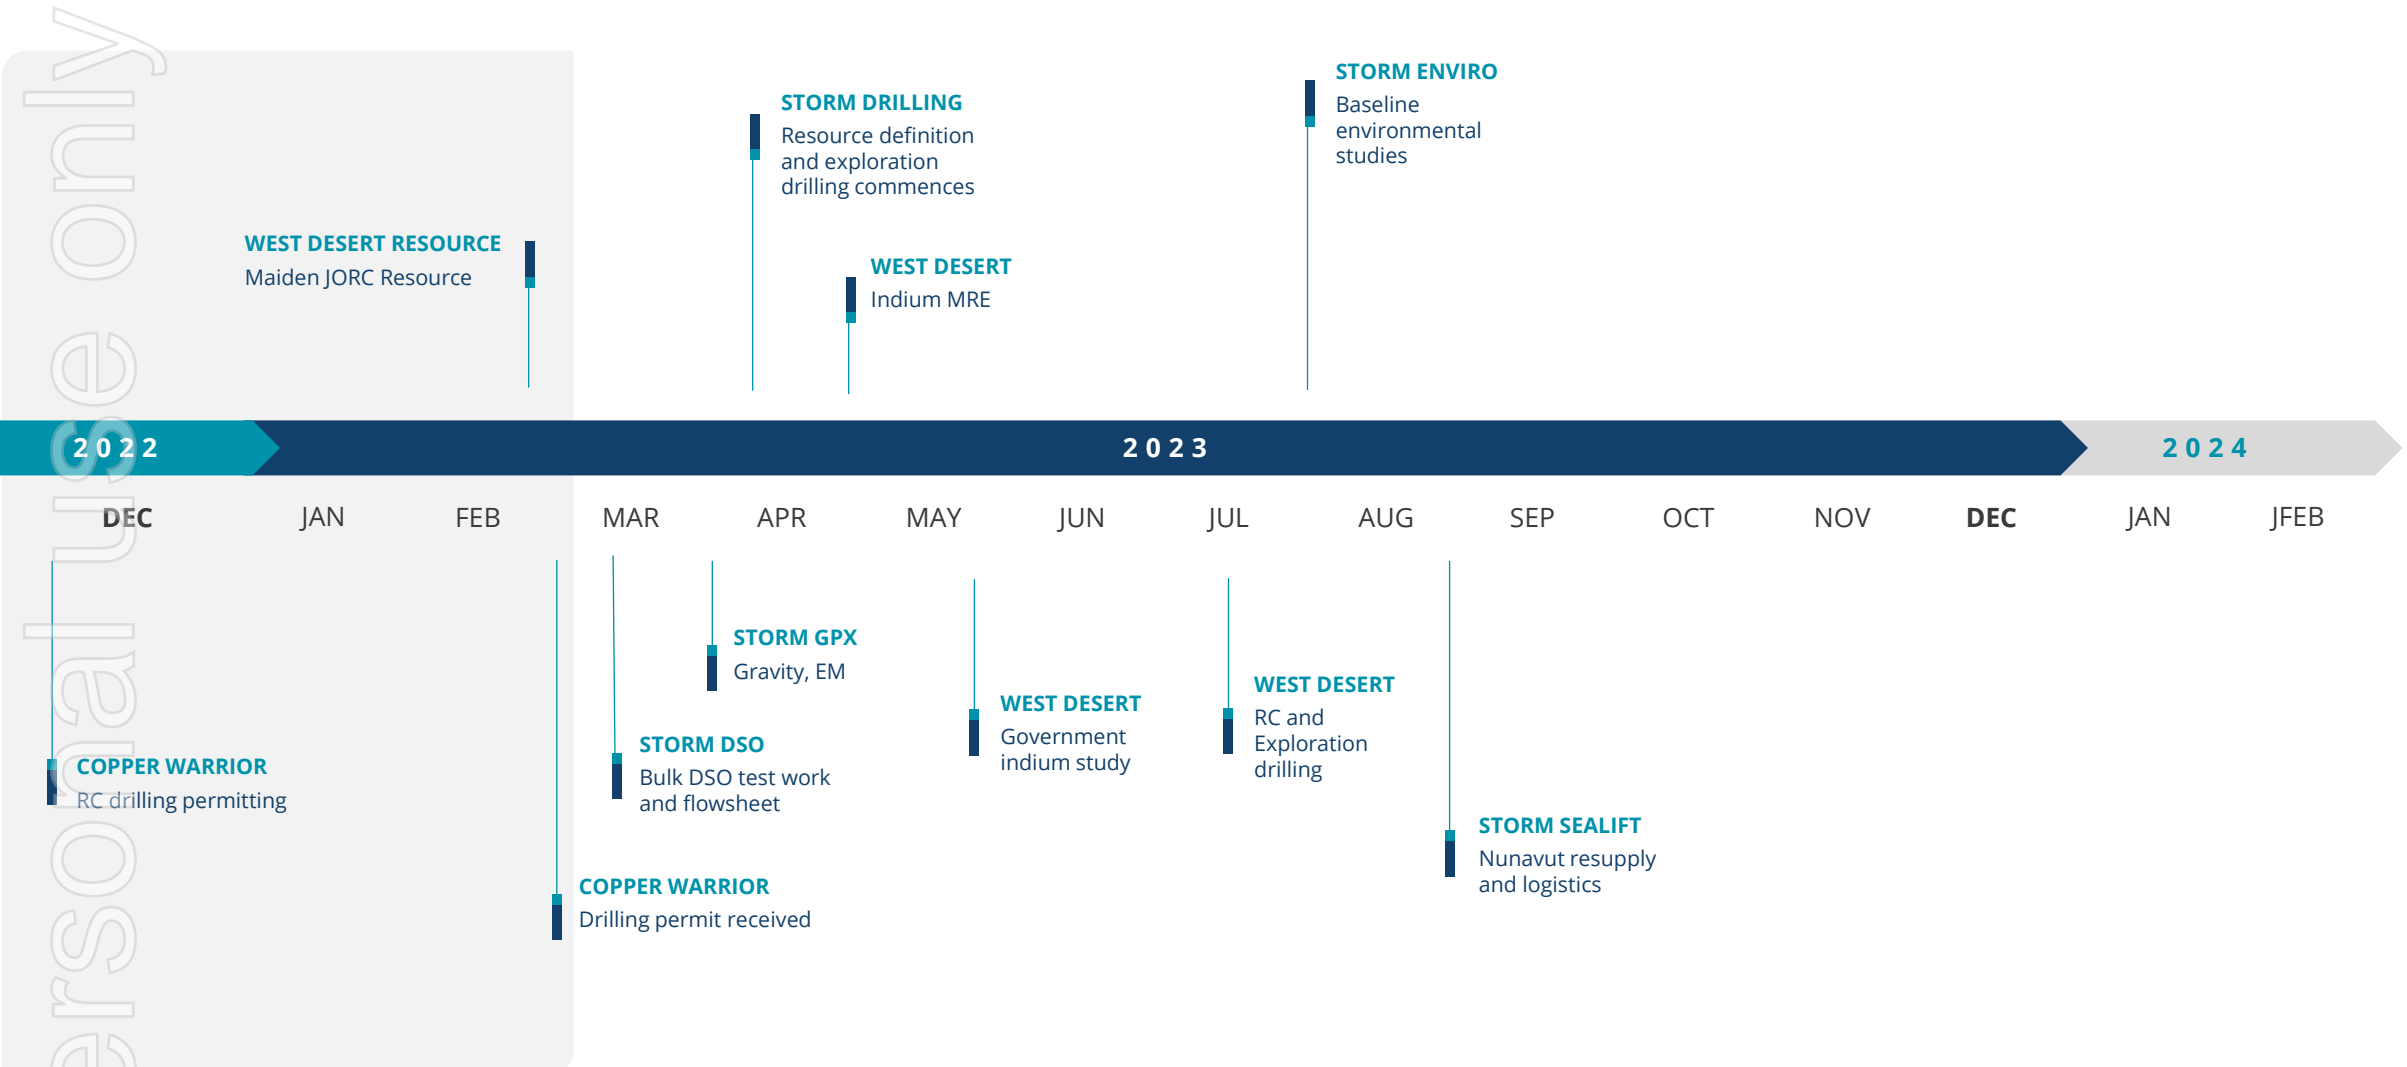 STORM ENVIRO
Baseline
environmental
studies
STORM DRILLING
Resource definition
and exploration
drilling commences
WEST DESERT RESOURCE
Maiden JORC Resource
WEST DESERT
Indium MRE
2022
2023
2024
DEC
JAN
FEB
MAR
APR
MAY
JUN
JUL
AUG
SEP
OCT
NOV
DEC
JAN
JFEB
STORM GPX
Gravity, EM
WEST DESERT
RC and
Exploration
drilling
WEST DESERT
Government
indium study
STORM DSO
Bulk DSO test work
and flowsheet
COPPER WARRIOR
RC drilling permitting
STORM SEALIFT
Nunavut resupply
and logistics
COPPER WARRIOR
Drilling permit received
ersonal use only